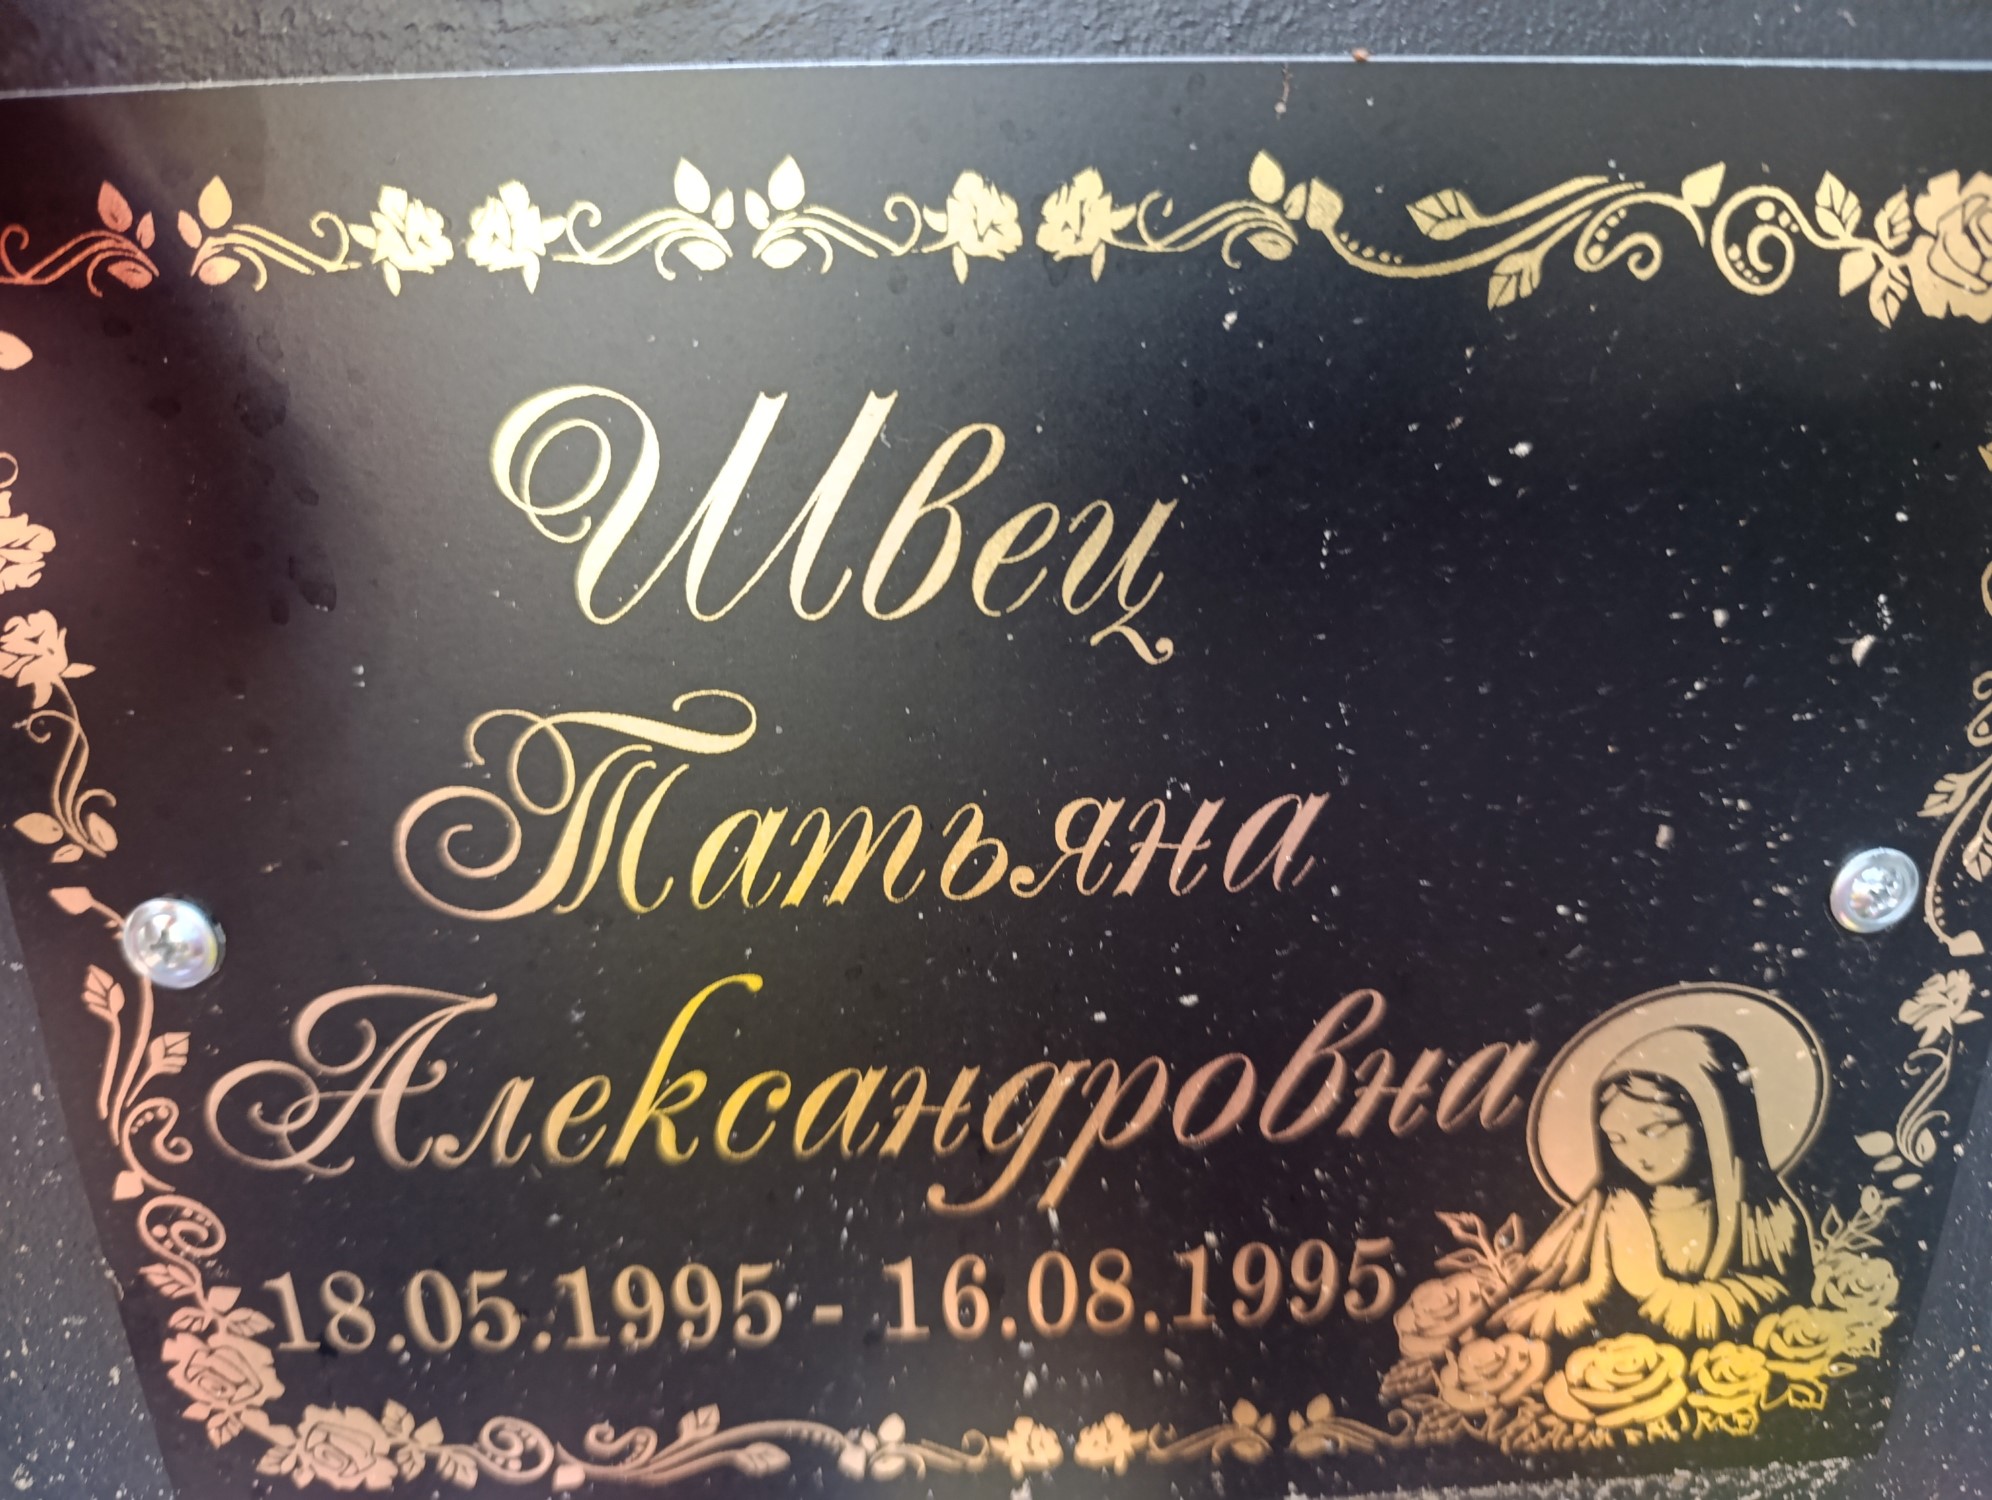 Швец
Татьяна
Александровна
18.05.1995 - 16.08.1995